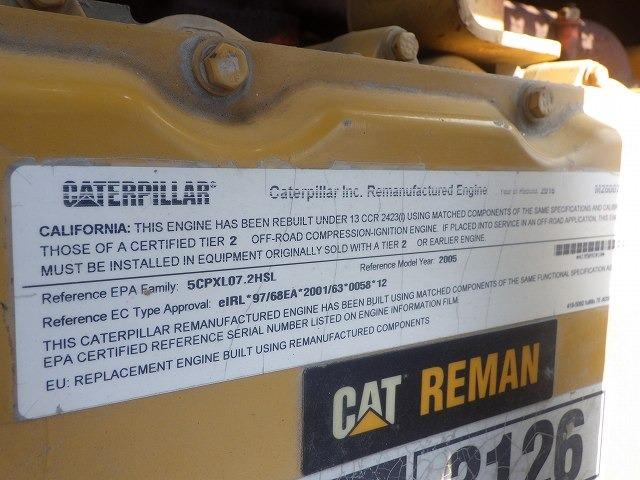 CATERPILLAR Caterpillar Inc. Remanufactured Engine Year of Rebuild: 2016
CALIFORNIA: THIS ENGINE HAS BEEN REBUILT UNDER 13 CCR 2423(l) USING MATCHED COMPONENTS OF THE SAME SPECIFICATIONS AND
THOSE OF A CERTIFIED TIER 2 OFF-ROAD COMPRESSION-IGNITION ENGINE. IF PLACED INTO SERVICE IN AN OFF-ROAD APPLICATION, THIS
MUST BE INSTALLED IN EQUIPMENT ORIGINALLY SOLD WITH A TIER 2 OR EARLIER ENGINE.
Reference EPA Family: 5CPXL07.2HSL Reference Model Year: 2005
Reference EC Type Approval: eIRL*97/68EA*2001/63*0058*12
THIS CATERPILLAR REMANUFACTURED ENGINE HAS BEEN BUILT USING MATCHED COMPONENTS OF THE SAME FUNCTIONAL SPECIFICATION AS
EPA CERTIFIED REFERENCE SERIAL NUMBER LISTED ON ENGINE INFORMATION FILM.
EU: REPLACEMENT ENGINE BUILT USING REMANUFACTURED COMPONENTS
CAT REMAN
3126